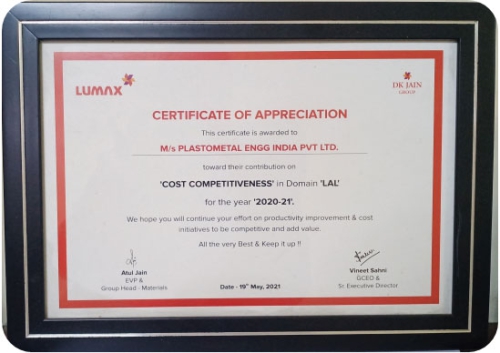 LUMAX
DK JAIN
GROUP
CERTIFICATE OF APPRECIATION
This certificate is awarded to
M/s PLASTOMETAL ENGG INDIA PVT LTD.
toward their contribution on
'COST COMPETITIVENESS' in Domain 'LAL'
for the year '2020-21'.
We hope you will continue your effort on productivity improvement & cost
initiatives to be competitive and add value.
All the very Best & Keep it up !!
Atul Jain
EVP &
Group Head - Materials
Date - 19th May, 2021
Vineet Sahni
GCEO &
Sr. Executive Director